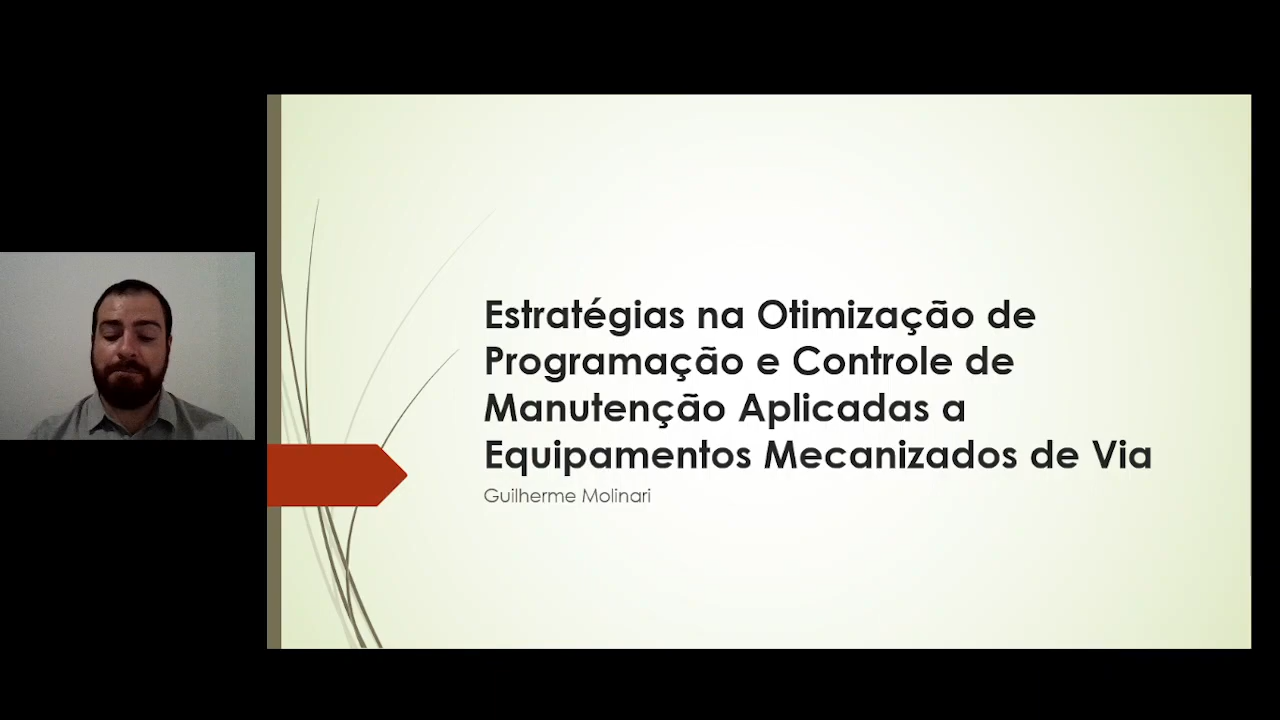 Estratégias na Otimização de
Programação e Controle de
Manutenção Aplicadas a
Equipamentos Mecanizados de Via
Guilherme Molinari